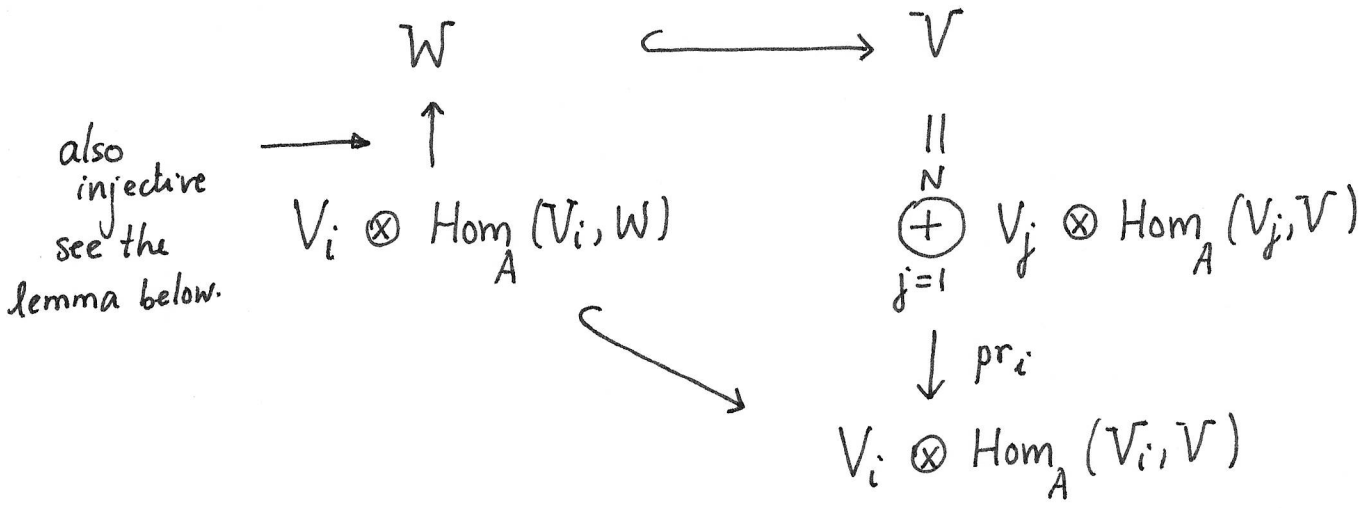 W ↪ V
also
injective
see the
lemma below.
→ ↑
||
V_i ⊗ Hom_A (V_i, W)
N
⊕ V_j ⊗ Hom_A (V_j, V)
j=1
↓ pr_i
V_i ⊗ Hom_A (V_i, V)